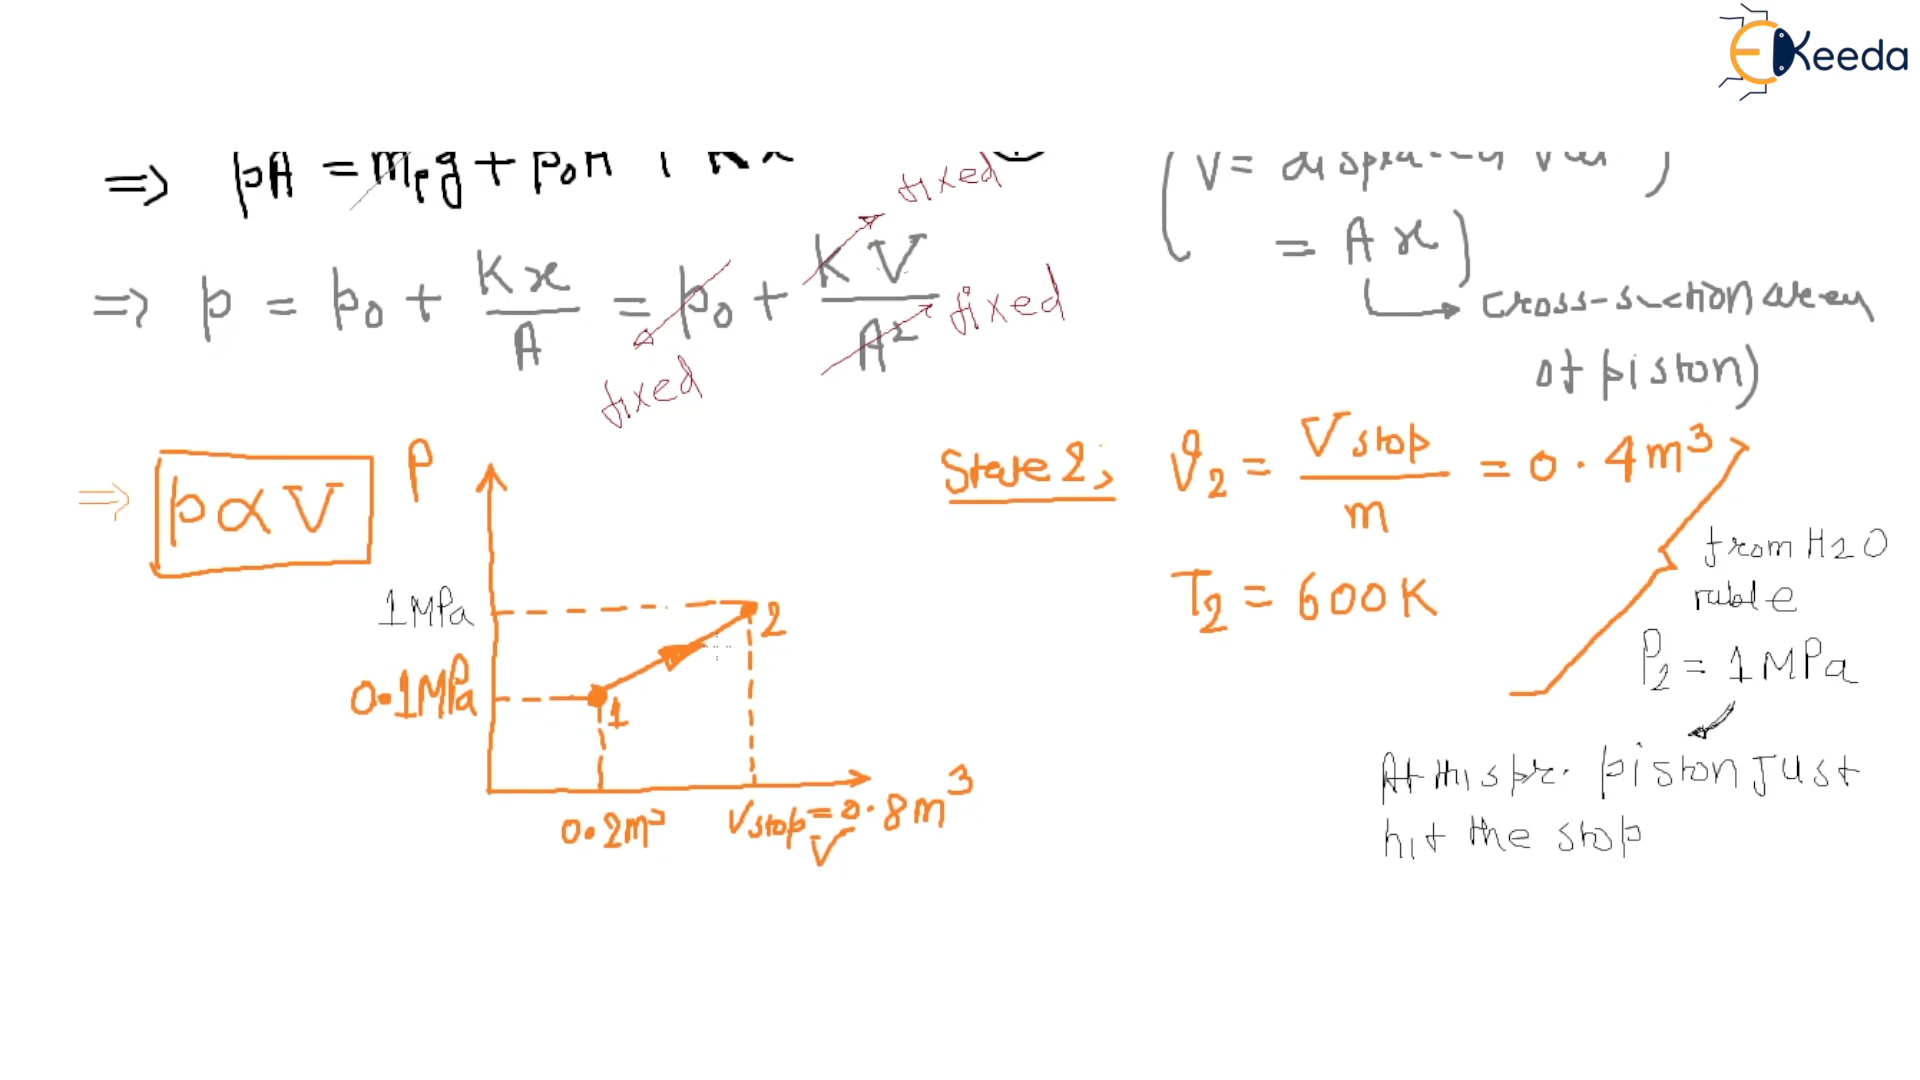 Keeda
⇒ pA = mpg + p0A + Kx
(V = displaced Vol)
= Ax)
fixed
⇒ p = p0 + Kx/A = p0 + KV/A²
fixed
fixed
→ cross-section area
of piston)
⇒ p∝V
P
State 2; v2 = Vstop/m = 0.4m3
T2 = 600K
from H2O
table
P2 = 1MPa
At this pr. piston Just
hit the stop
1MPa
2
0.1MPa
1
0.2m3
Vstop = 0.8m3
V